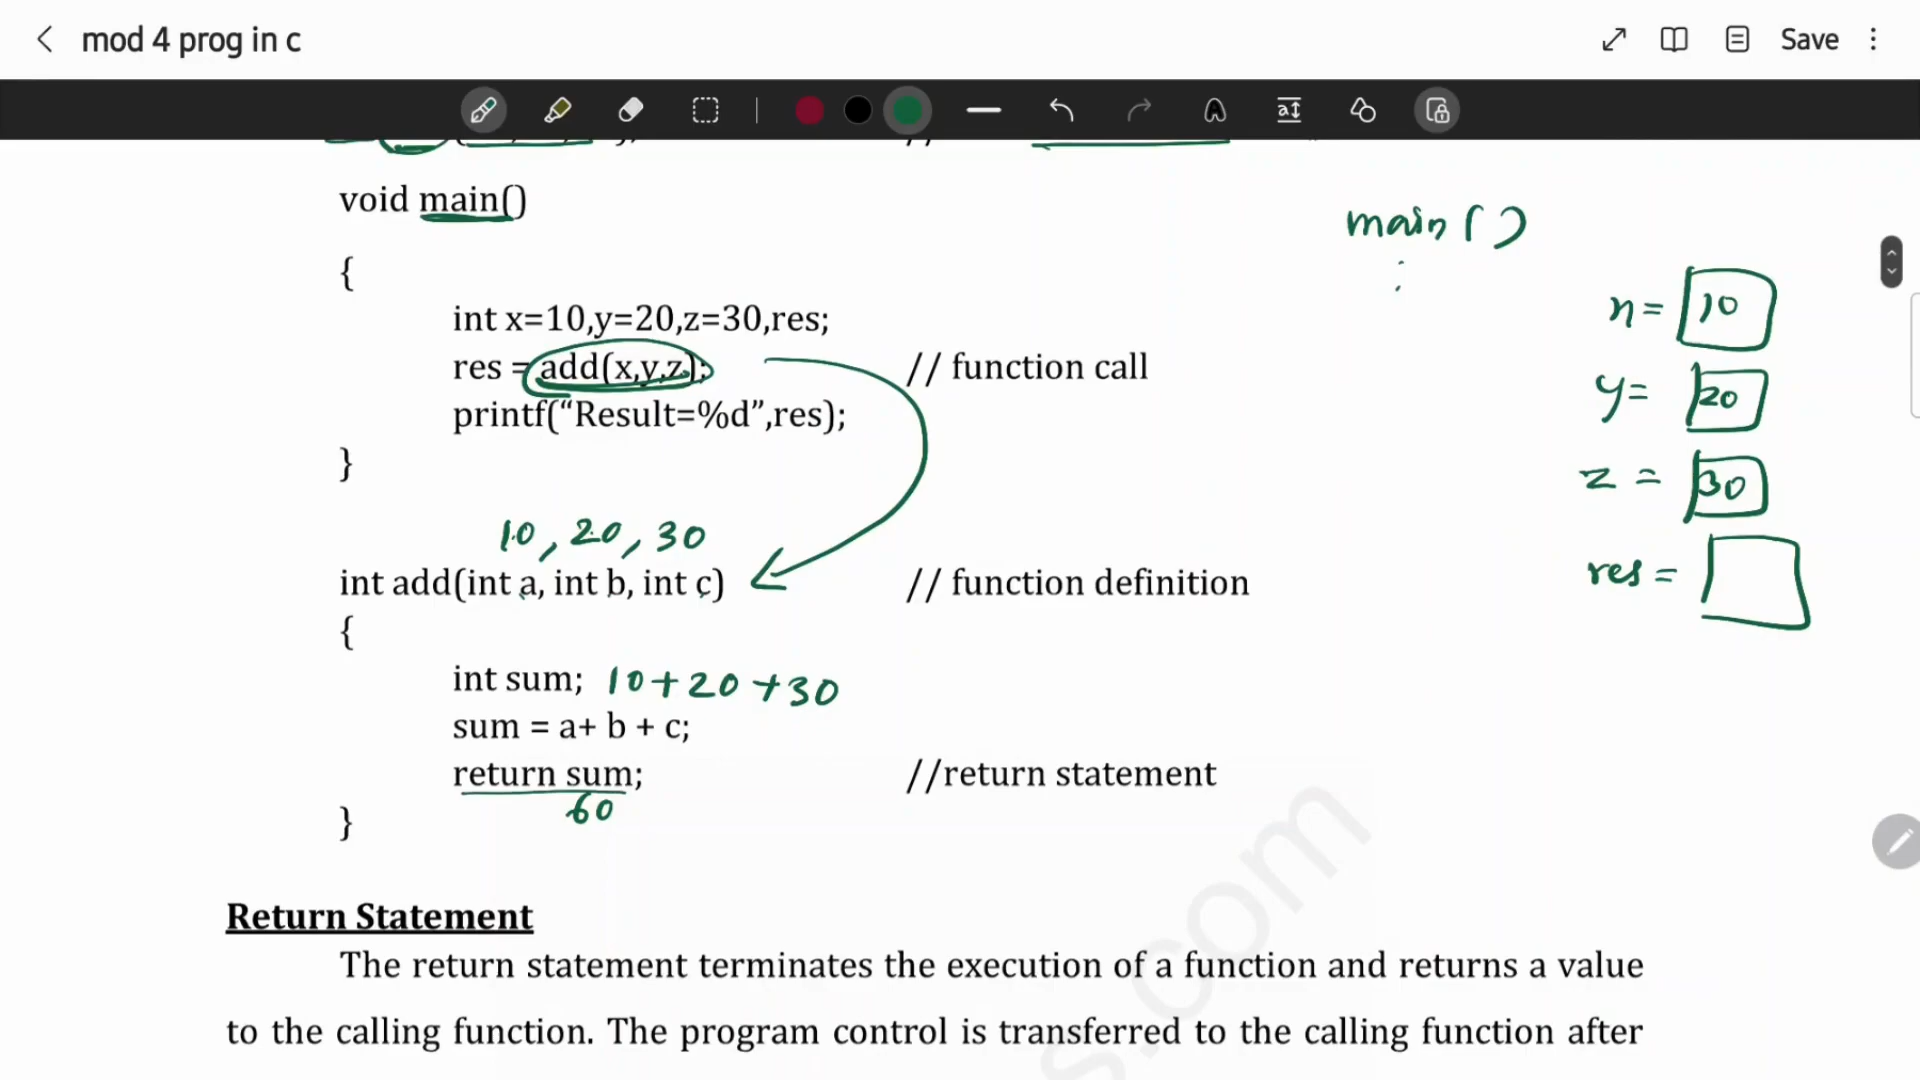 mod 4 prog in c
Save
void main()
main ( )
{
x = 10
int x=10,y=20,z=30,res;
res = add(x,y,z); // function call
y = 20
printf(“Result=%d”,res);
}
z = 30
10, 20, 30
int add(int a, int b, int c) // function definition
res =
{
int sum; 10+20+30
sum = a+ b + c;
return sum; //return statement
60
}
Return Statement
The return statement terminates the execution of a function and returns a value
to the calling function. The program control is transferred to the calling function after
s.com